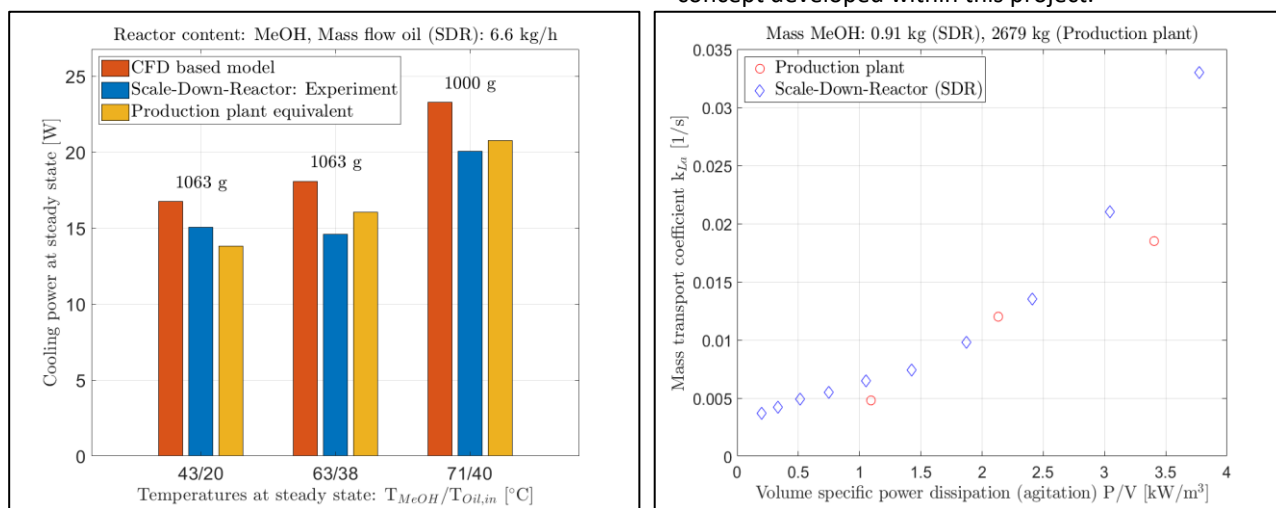 concept developed within this project.
Reactor content: MeOH, Mass flow oil (SDR): 6.6 kg/h
CFD based model
Scale-Down-Reactor: Experiment
Production plant equivalent
1063 g
1063 g
1000 g
Cooling power at steady state [W]
25
20
15
10
5
0
43/20 63/38 71/40
Temperatures at steady state: T_MeOH/T_Oil,in [°C]
Mass MeOH: 0.91 kg (SDR), 2679 kg (Production plant)
Production plant
Scale-Down-Reactor (SDR)
Mass transport coefficient k_La [1/s]
0.035
0.03
0.025
0.02
0.015
0.01
0.005
0
0 0.5 1 1.5 2 2.5 3 3.5 4
Volume specific power dissipation (agitation) P/V [kW/m³]